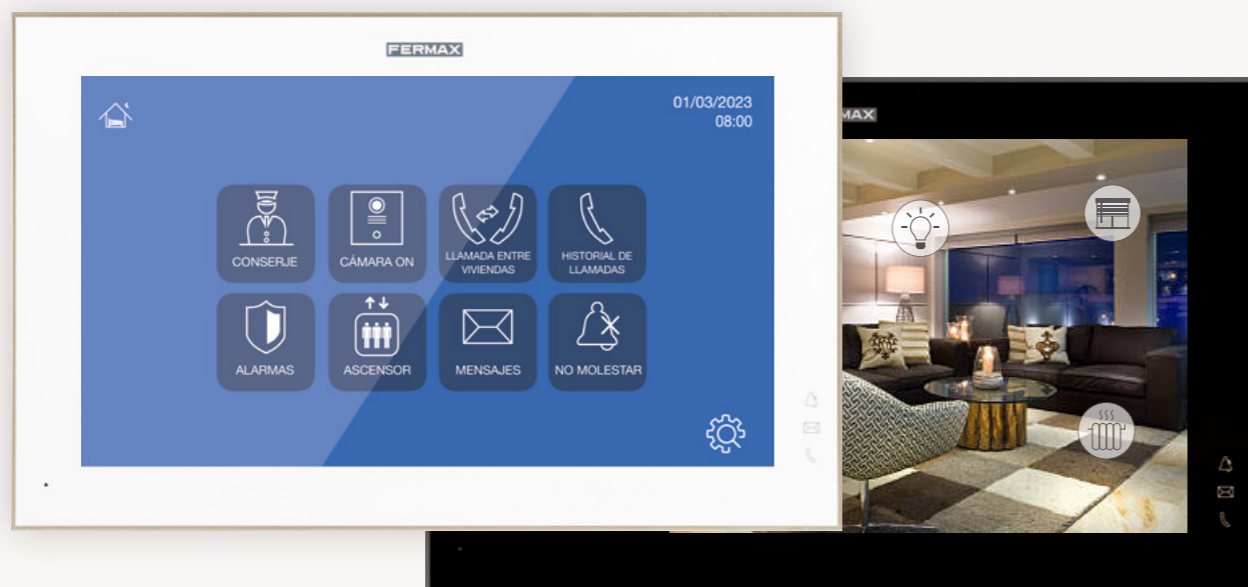 FERMAX
01/03/2023
08:00
CONSERJE
CÁMARA ON
LLAMADA ENTRE
VIVIENDAS
HISTORIAL DE
LLAMADAS
ALARMAS
ASCENSOR
MENSAJES
NO MOLESTAR
MAX